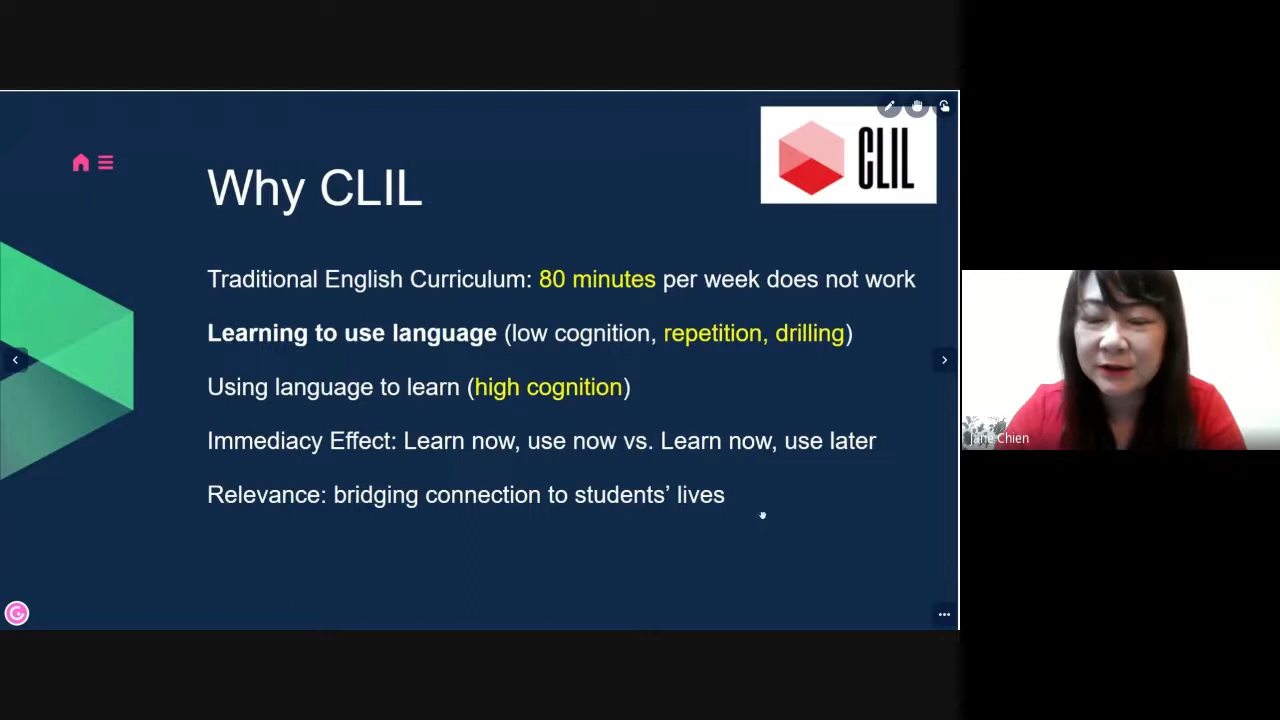 CLIL
Why CLIL
Traditional English Curriculum: 80 minutes per week does not work
Learning to use language (low cognition, repetition, drilling)
Using language to learn (high cognition)
Immediacy Effect: Learn now, use now vs. Learn now, use later
Relevance: bridging connection to students’ lives
Jane Chien